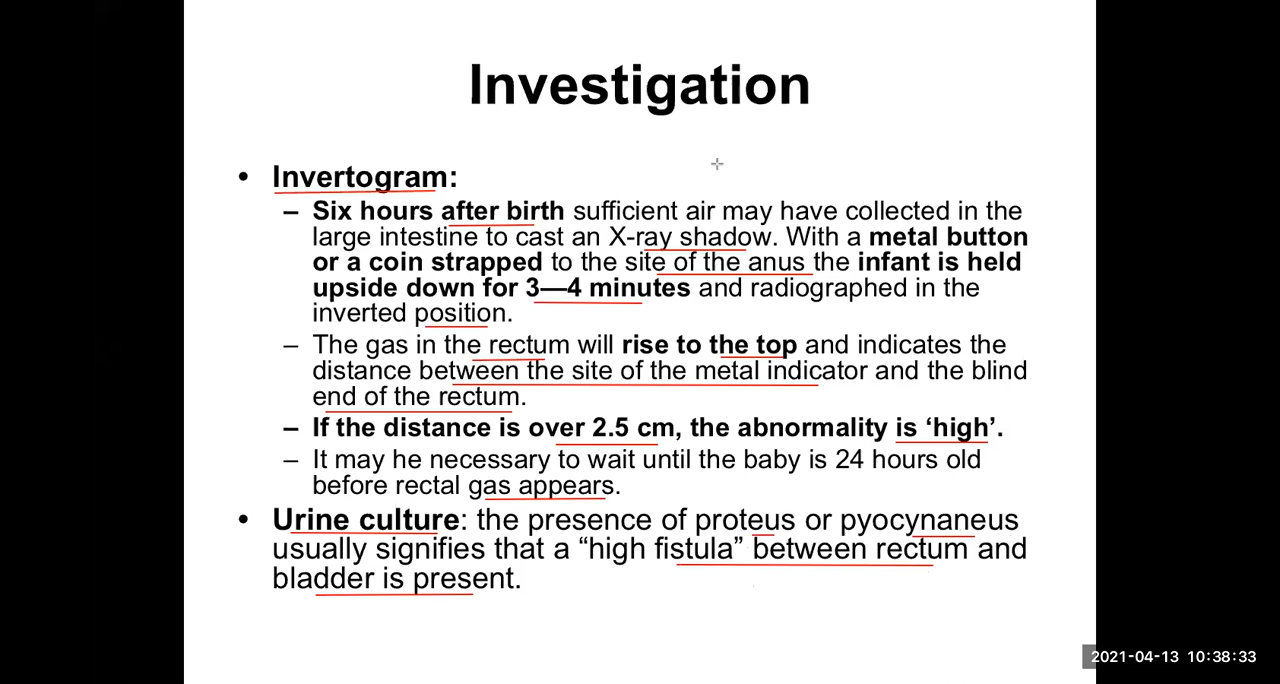 Investigation
• Invertogram:
– Six hours after birth sufficient air may have collected in the
large intestine to cast an X-ray shadow. With a metal button
or a coin strapped to the site of the anus the infant is held
upside down for 3—4 minutes and radiographed in the
inverted position.
– The gas in the rectum will rise to the top and indicates the
distance between the site of the metal indicator and the blind
end of the rectum.
– If the distance is over 2.5 cm, the abnormality is ‘high’.
– It may he necessary to wait until the baby is 24 hours old
before rectal gas appears.
• Urine culture: the presence of proteus or pyocynaneus
usually signifies that a “high fistula” between rectum and
bladder is present.
2021-04-13 10:38:33